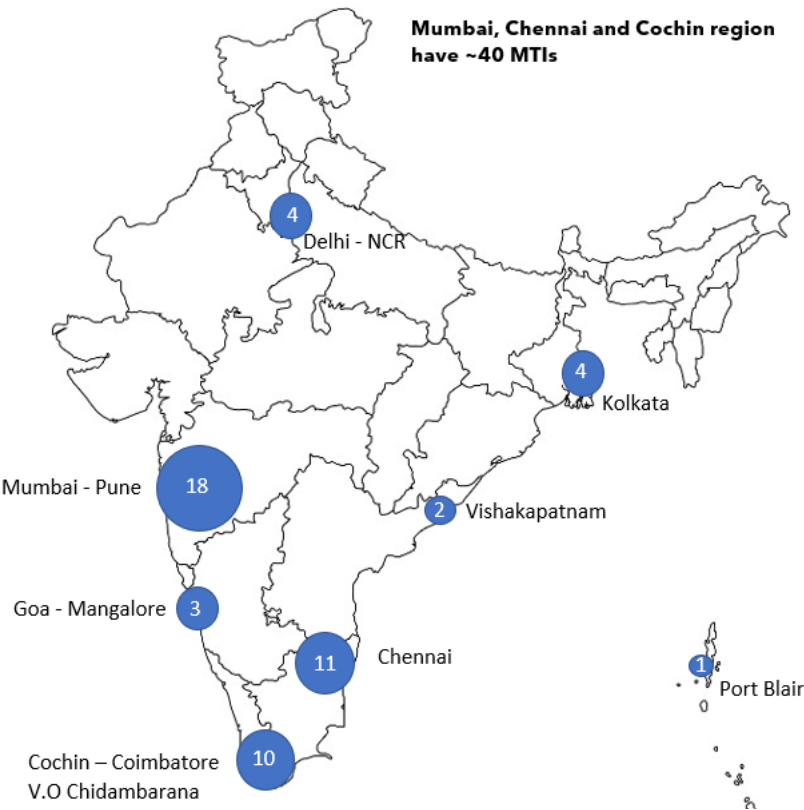 Mumbai, Chennai and Cochin region
have ~40 MTIs
4
Delhi - NCR
4
Kolkata
Mumbai - Pune
18
2
Vishakapatnam
Goa - Mangalore
3
11
Chennai
1
Port Blair
10
Cochin – Coimbatore
V.O Chidambarana